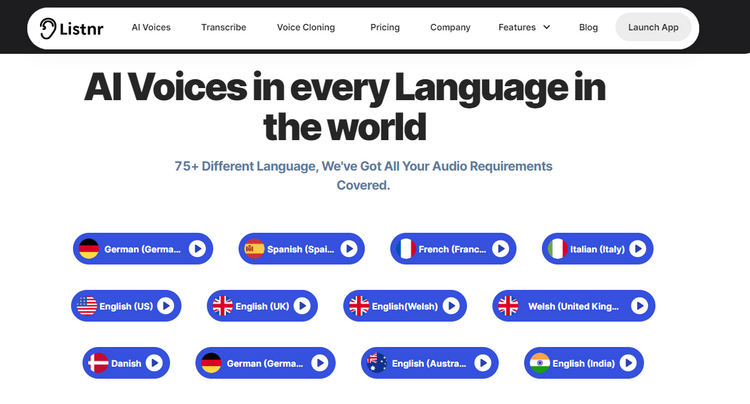 Listnr AI Voices Transcribe Voice Cloning Pricing Company Features Blog Launch App
AI Voices in every Language in
the world
75+ Different Language, We've Got All Your Audio Requirements
Covered.
German (Germa... Spanish (Spai... French (Franc... Italian (Italy)
English (US) English (UK) English(Welsh) Welsh (United King...
Danish German (Germa... English (Austra... English (India)